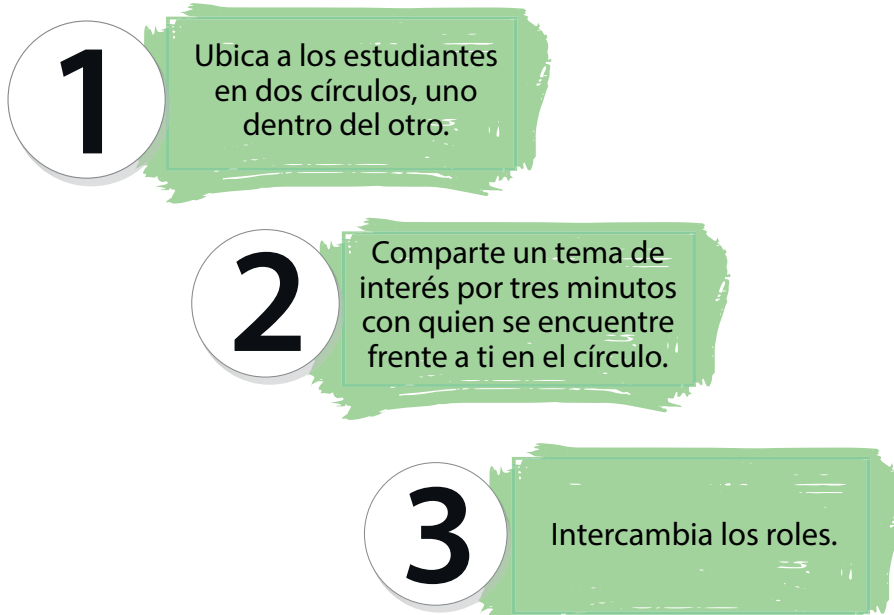 1
Ubica a los estudiantes
en dos círculos, uno
dentro del otro.
2
Comparte un tema de
interés por tres minutos
con quien se encuentre
frente a ti en el círculo.
3
Intercambia los roles.